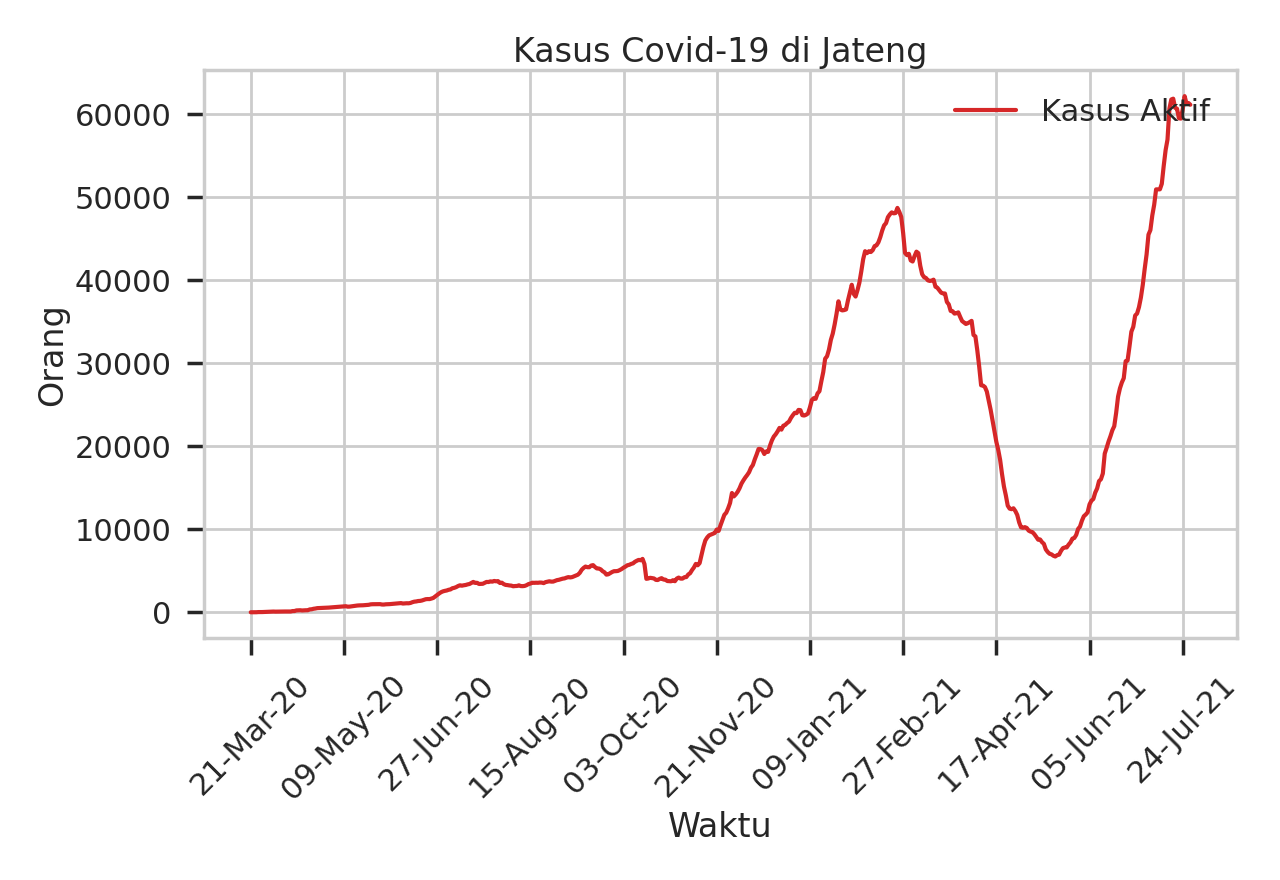 Kasus Covid-19 di Jateng
Kasus Aktif
60000
50000
40000
30000
20000
10000
0
Orang
21-Mar-20
09-May-20
27-Jun-20
15-Aug-20
03-Oct-20
21-Nov-20
09-Jan-21
27-Feb-21
17-Apr-21
05-Jun-21
24-Jul-21
Waktu